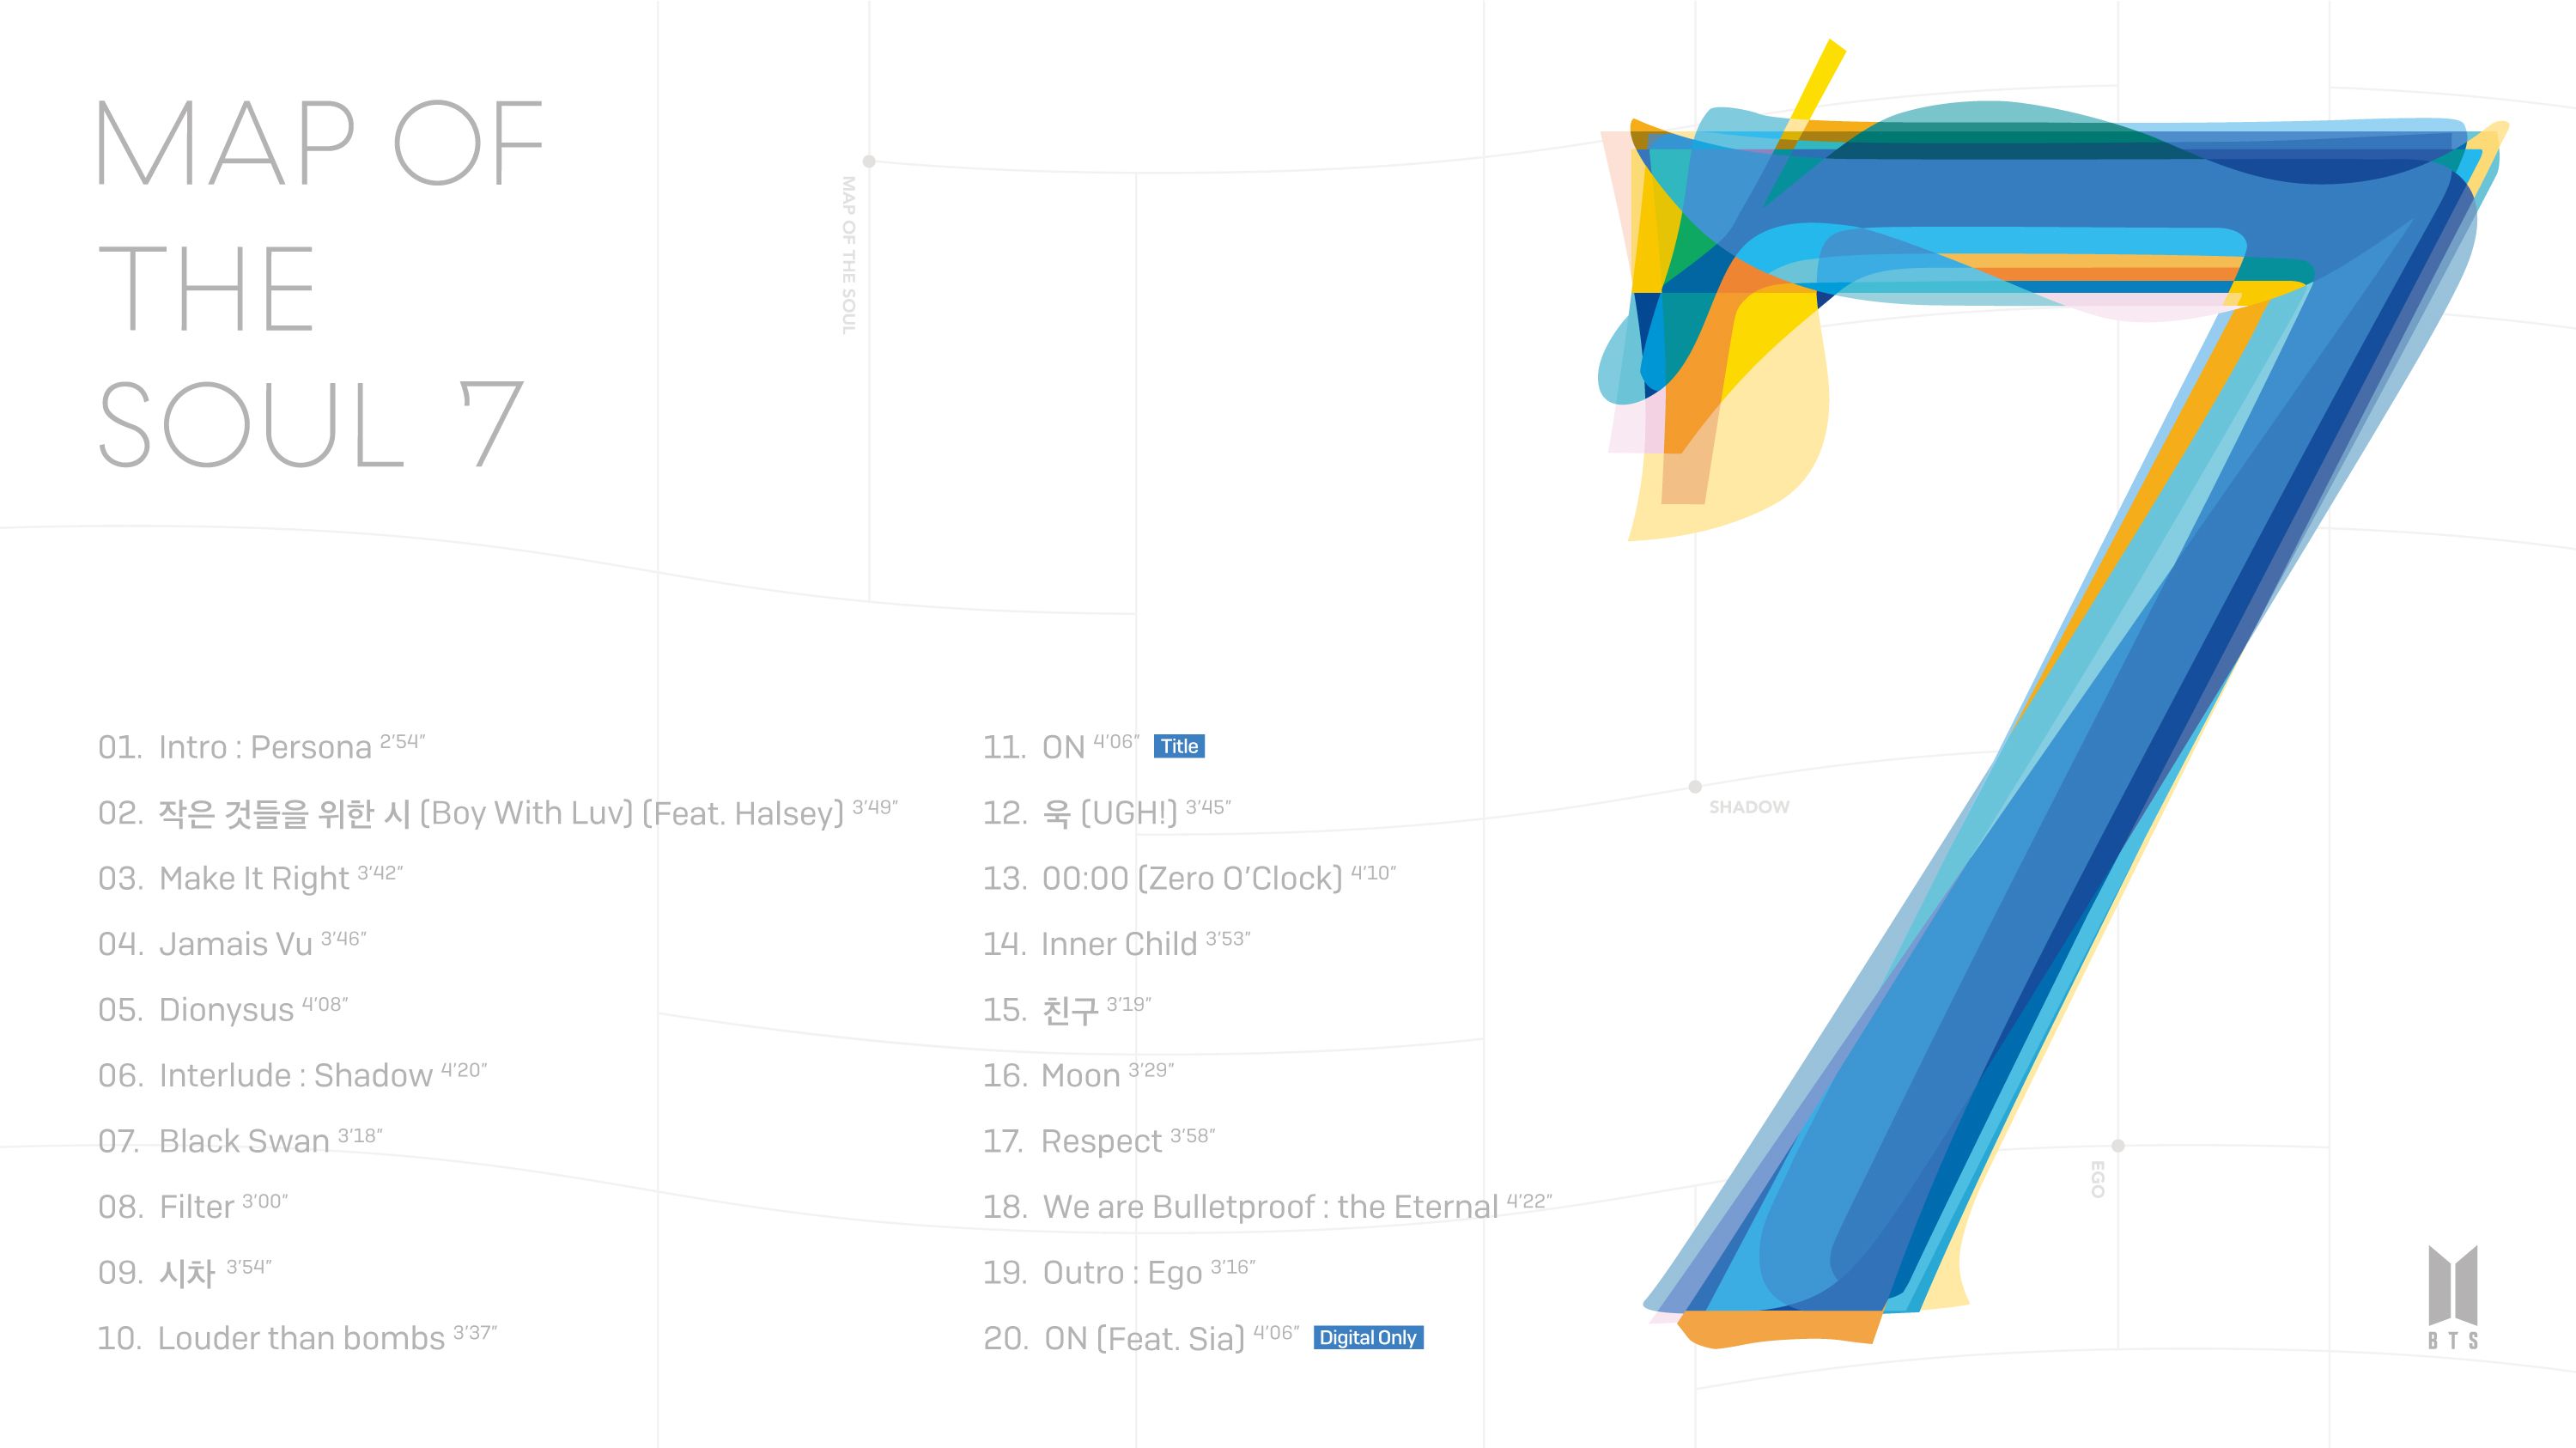 MAP OF
THE
SOUL 7
MAP OF THE SOUL
01. Intro : Persona 2'54"
02. 작은 것들을 위한 시 (Boy With Luv) (Feat. Halsey) 3'49"
03. Make It Right 3'42"
04. Jamais Vu 3'46"
05. Dionysus 4'08"
06. Interlude : Shadow 4'20"
07. Black Swan 3'18"
08. Filter 3'00"
09. 시차 3'54"
10. Louder than bombs 3'37"
11. ON 4'06" Title
12. 욱 (UGH!) 3'45"
13. 00:00 (Zero O'Clock) 4'10"
14. Inner Child 3'53"
15. 친구 3'19"
16. Moon 3'29"
17. Respect 3'58"
18. We are Bulletproof : the Eternal 4'22"
19. Outro : Ego 3'16"
20. ON (Feat. Sia) 4'06" Digital Only
7
SHADOW
EGO
BTS